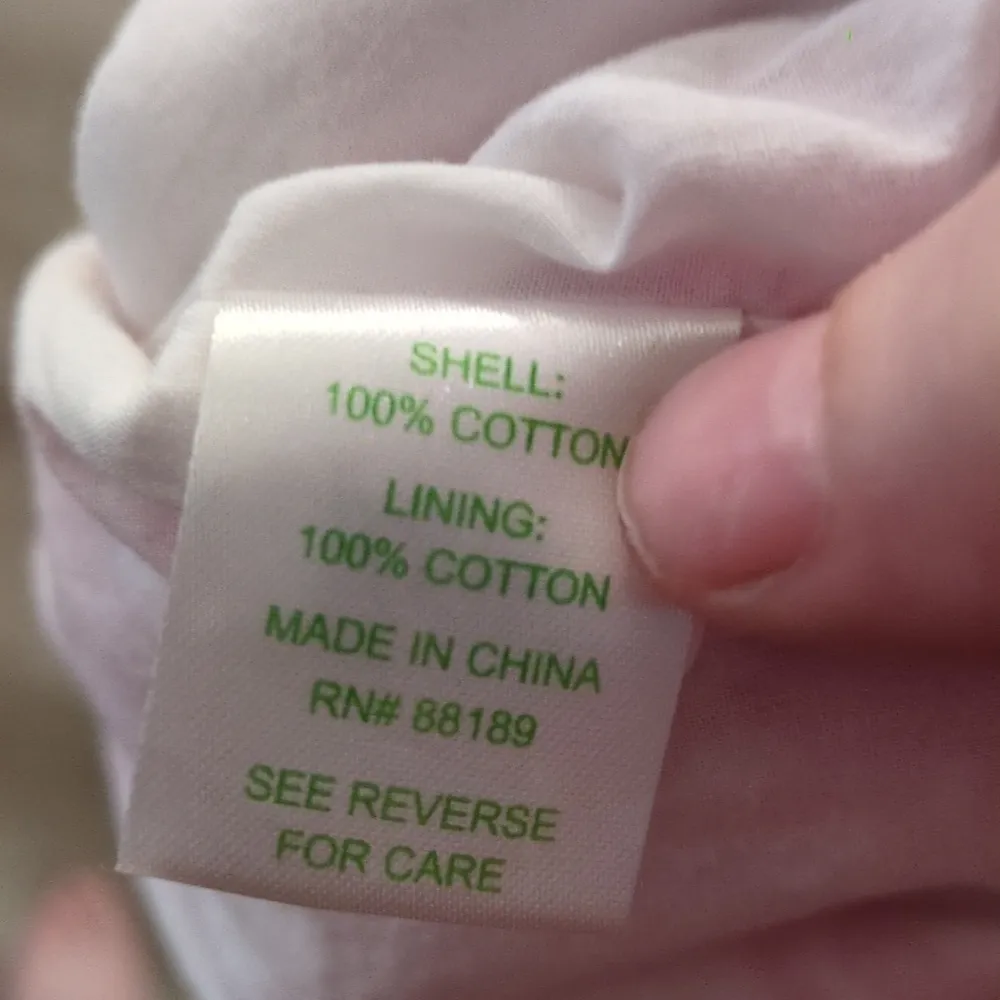 SHELL:
100% COTTON
LINING:
100% COTTON
MADE IN CHINA
RN# 88189
SEE REVERSE
FOR CARE